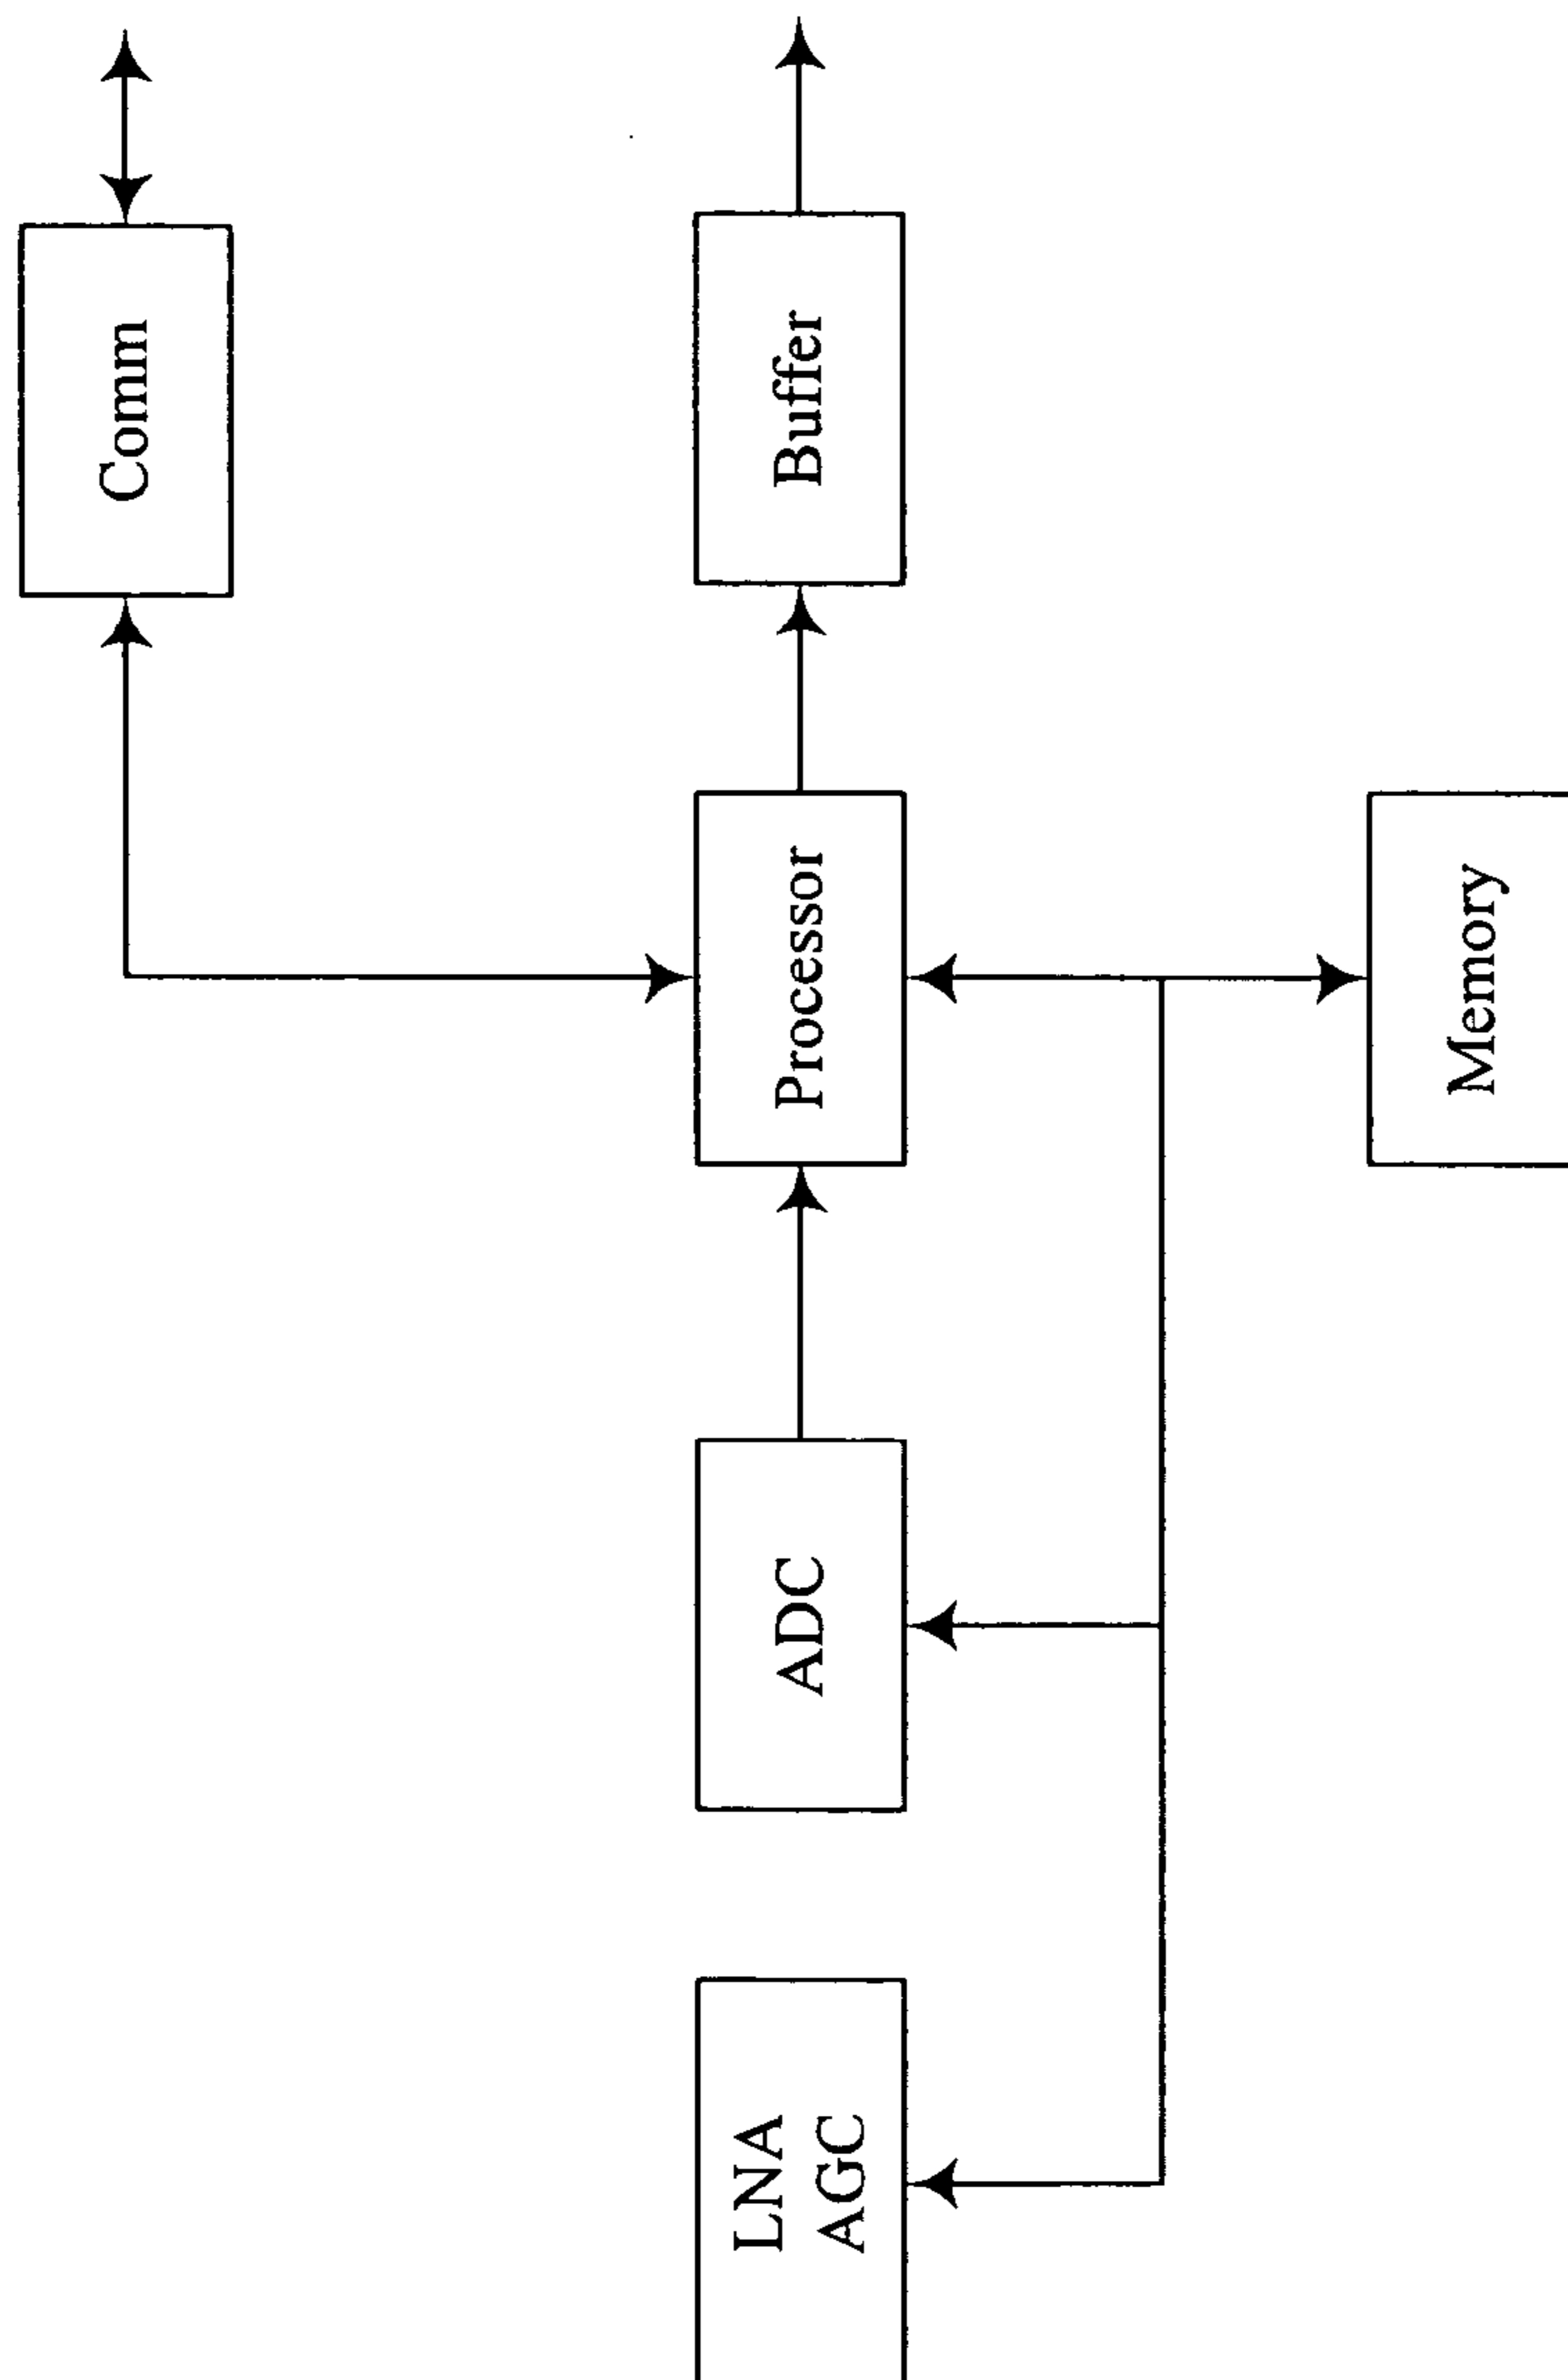 Comm
LNA
AGC
ADC
Processor
Buffer
Memory